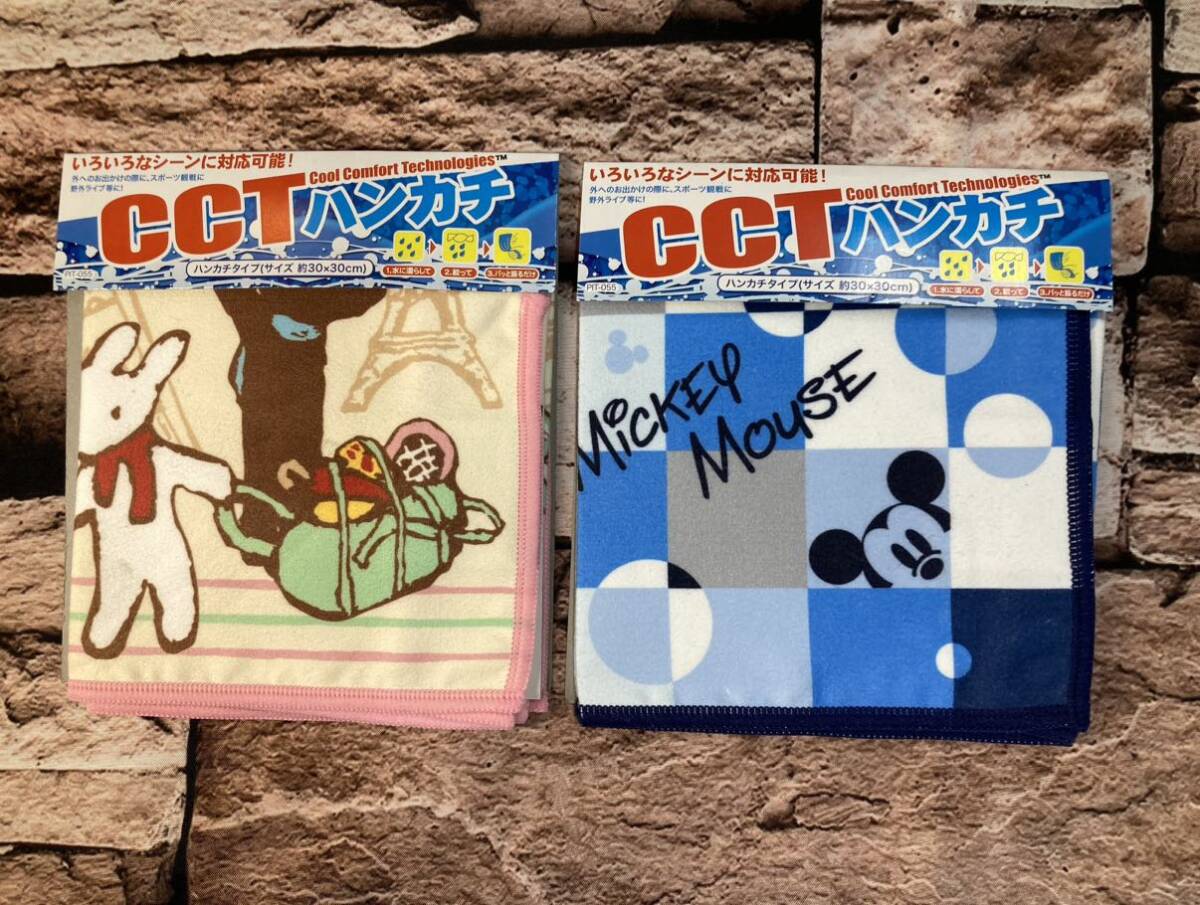 いろいろなシーンに対応可能!
外へのお出かけの際に、スポーツ観戦に
野外ライブ等に!
Cool Comfort Technologies™
CCTハンカチ
PIT-055
ハンカチタイプ(サイズ 約30×30cm)
1.水に濡らして
2.絞って
3.パッと振るだけ
いろいろなシーンに対応可能!
外へのお出かけの際に、スポーツ観戦に
野外ライブ等に!
Cool Comfort Technologies™
CCTハンカチ
PIT-055
ハンカチタイプ(サイズ 約30×30cm)
1.水に濡らして
2.絞って
3.パッと振るだけ
MICKEY
MOUSE